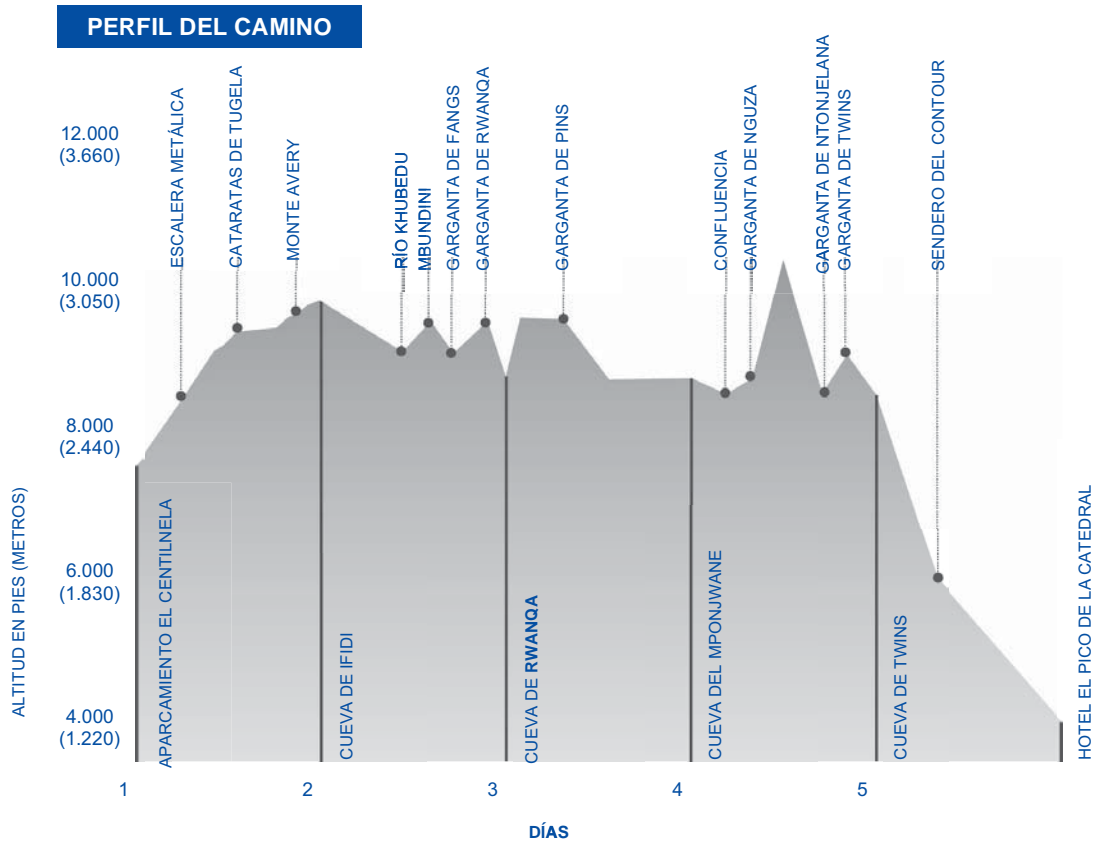 PERFIL DEL CAMINO
12.000
(3.660)
10.000
(3.050)
8.000
(2.440)
6.000
(1.830)
4.000
(1.220)
ALTITUD EN PIES (METROS)
ESCALERA METÁLICA
CATARATAS DE TUGELA
MONTE AVERY
RÍO KHUBEDU
MBUNDINI
GARGANTA DE FANGS
GARGANTA DE RWANQA
GARGANTA DE PINS
CONFLUENCIA
GARGANTA DE NGUZA
GARGANTA DE NTONJELANA
GARGANTA DE TWINS
SENDERO DEL CONTOUR
APARCAMIENTO EL CENTILNELA
CUEVA DE IFIDI
CUEVA DE RWANQA
CUEVA DEL MPONJWANE
CUEVA DE TWINS
HOTEL EL PICO DE LA CATEDRAL
1
2
3
4
5
DÍAS